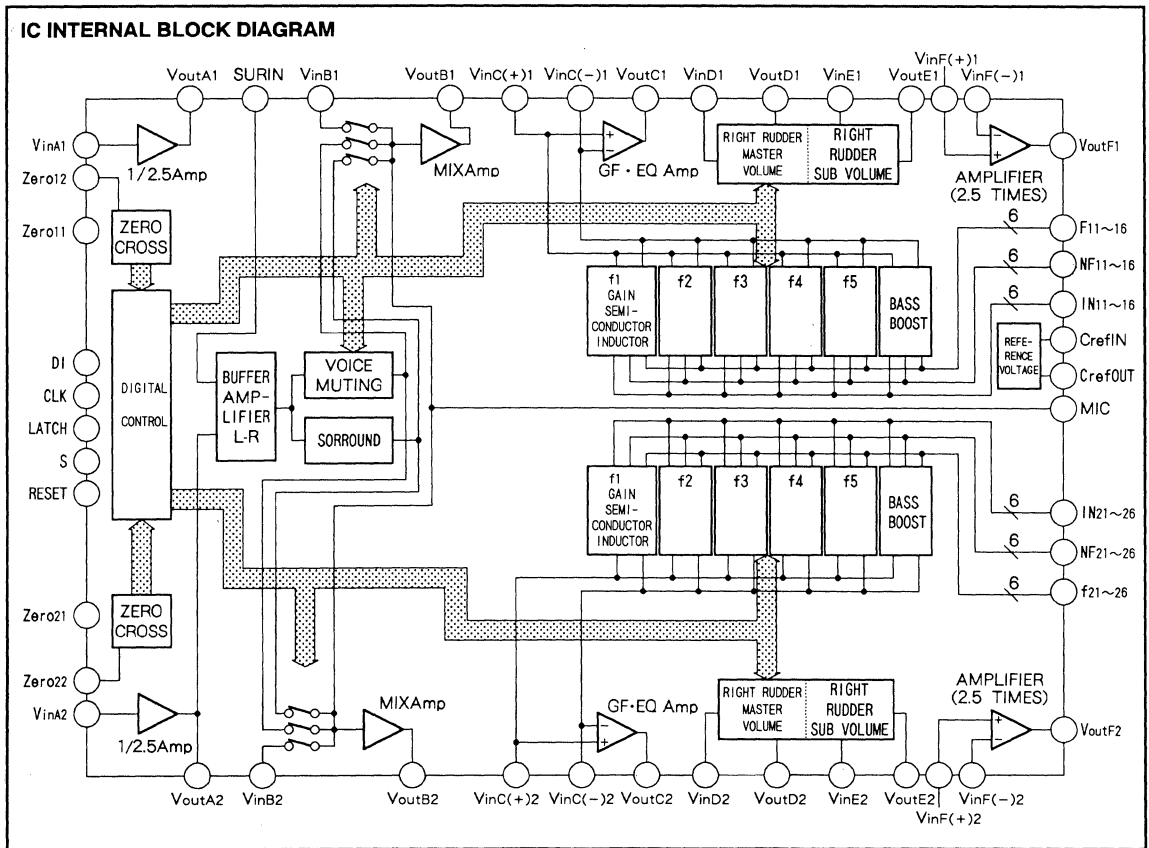 IC INTERNAL BLOCK DIAGRAM
VinF(+)1
VoutA1 SURIN VinB1 VoutB1 VinC(+)1 VinC(-)1 VoutC1 VinD1 VoutD1 VinE1 VoutE1 VinF(-)1
VinA1
1/2.5Amp
Zero12
Zero11
ZERO
CROSS
MIXAmp
+
-
GF・EQ Amp
RIGHT RUDDER
MASTER
VOLUME
RIGHT
RUDDER
SUB VOLUME
-
+
AMPLIFIER
(2.5 TIMES)
VoutF1
6
F11~16
6
NF11~16
6
IN11~16
f1
GAIN
SEMI-
CONDUCTOR
INDUCTOR
f2
f3
f4
f5
BASS
BOOST
REFE-
RENCE
VOLTAGE
CrefIN
CrefOUT
MIC
DI
CLK
LATCH
S
RESET
DIGITAL
CONTROL
BUFFER
AMP-
LIFIER
L-R
VOICE
MUTING
SORROUND
f1
GAIN
SEMI-
CONDUCTOR
INDUCTOR
f2
f3
f4
f5
BASS
BOOST
6
IN21~26
6
NF21~26
6
f21~26
Zero21
ZERO
CROSS
Zero22
VinA2
1/2.5Amp
MIXAmp
-
+
GF・EQ Amp
RIGHT RUDDER
MASTER
VOLUME
RIGHT
RUDDER
SUB VOLUME
AMPLIFIER
(2.5 TIMES)
+
-
VoutF2
VoutA2 VinB2 VoutB2 VinC(+)2 VinC(-)2 VoutC2 VinD2 VoutD2 VinE2 VoutE2 VinF(-)2
VinF(+)2